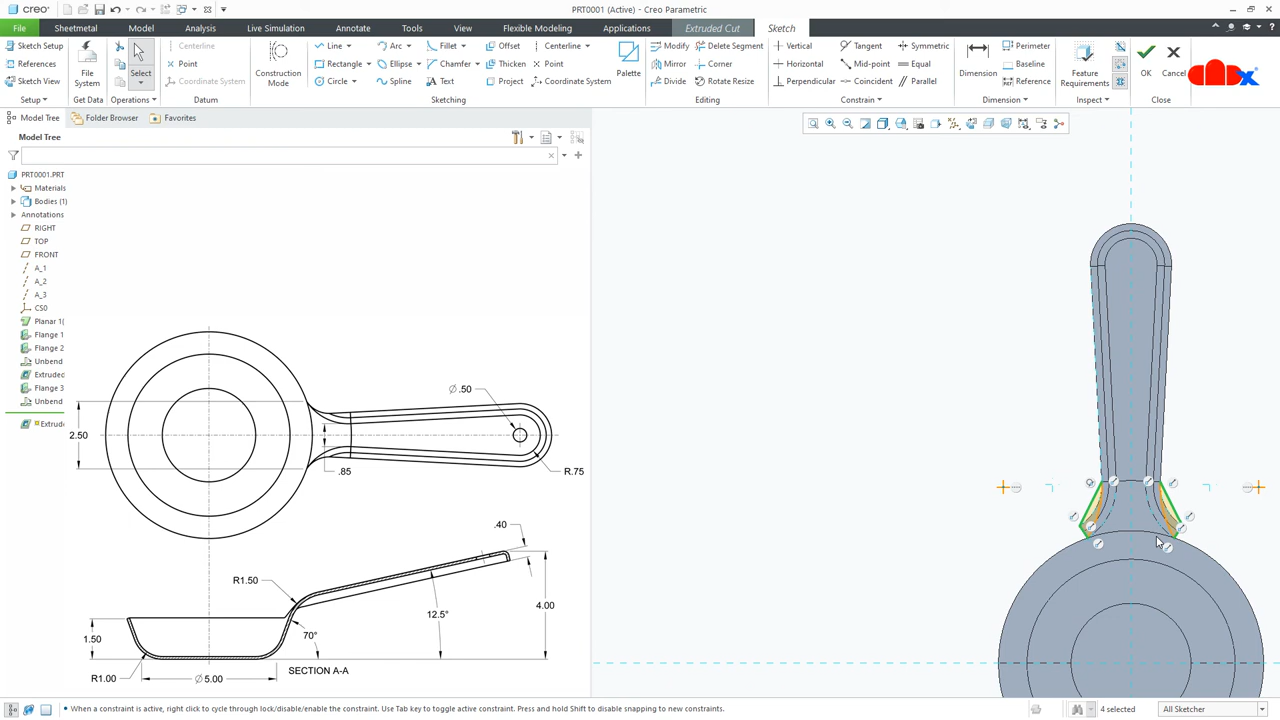 creo PRT0001 (Active) - Creo Parametric
File Sheetmetal Model Analysis Live Simulation Annotate Tools View Flexible Modeling Applications Extruded Cut Sketch
Sketch Setup Centerline Line Arc Fillet Offset Centerline Modify Delete Segment Vertical Tangent Symmetric Perimeter
References File System Select Point Construction Mode Rectangle Ellipse Chamfer Thicken Point Palette Mirror Corner Horizontal Mid-point Equal Dimension Baseline Feature Requirements OK Cancel
Sketch View Coordinate System Circle Spline Text Project Coordinate System Divide Rotate Resize Perpendicular Coincident Parallel Reference
Setup Get Data Operations Datum Sketching Editing Constrain Dimension Inspect Close
Model Tree Folder Browser Favorites
Model Tree
PRT0001.PRT
Materials
Bodies (1)
Annotations
RIGHT
TOP
FRONT
A_1
A_2
A_3
CS0
Planar 1(
Flange 1
Flange 2
Unbend
Extruded
Flange 3
Unbend
Extrude
Ø .50
2.50
.85
R.75
.40
R1.50
4.00
12.5°
1.50
70°
R1.00
Ø 5.00
SECTION A-A
When a constraint is active, right click to cycle through lock/disable/enable the constraint. Use Tab key to toggle active constraint. Press and hold Shift to disable snapping to new constraints.
4 selected
All Sketcher